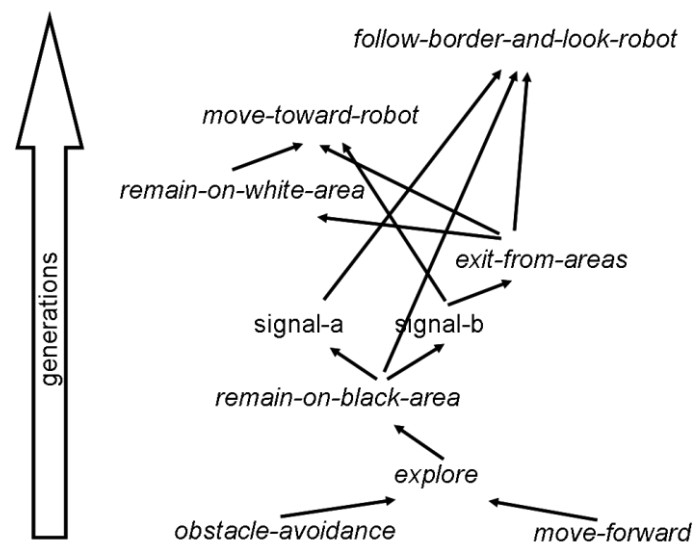 follow-border-and-look-robot
move-toward-robot
remain-on-white-area
exit-from-areas
signal-a
signal-b
remain-on-black-area
explore
obstacle-avoidance
move-forward
generations